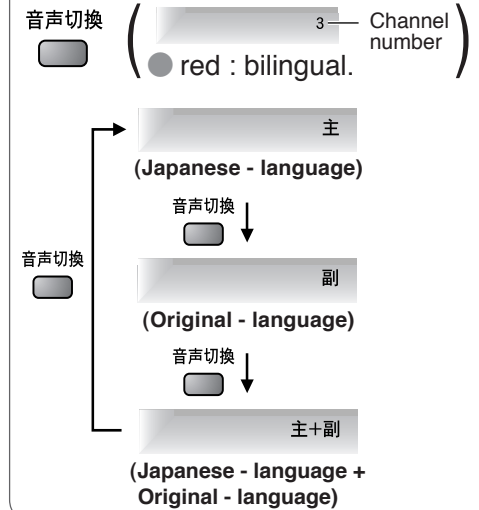 音声切換
3
Channel
number
red : bilingual.
主
(Japanese - language)
音声切換
音声切換
副
(Original - language)
音声切換
主+副
(Japanese - language +
Original - language)